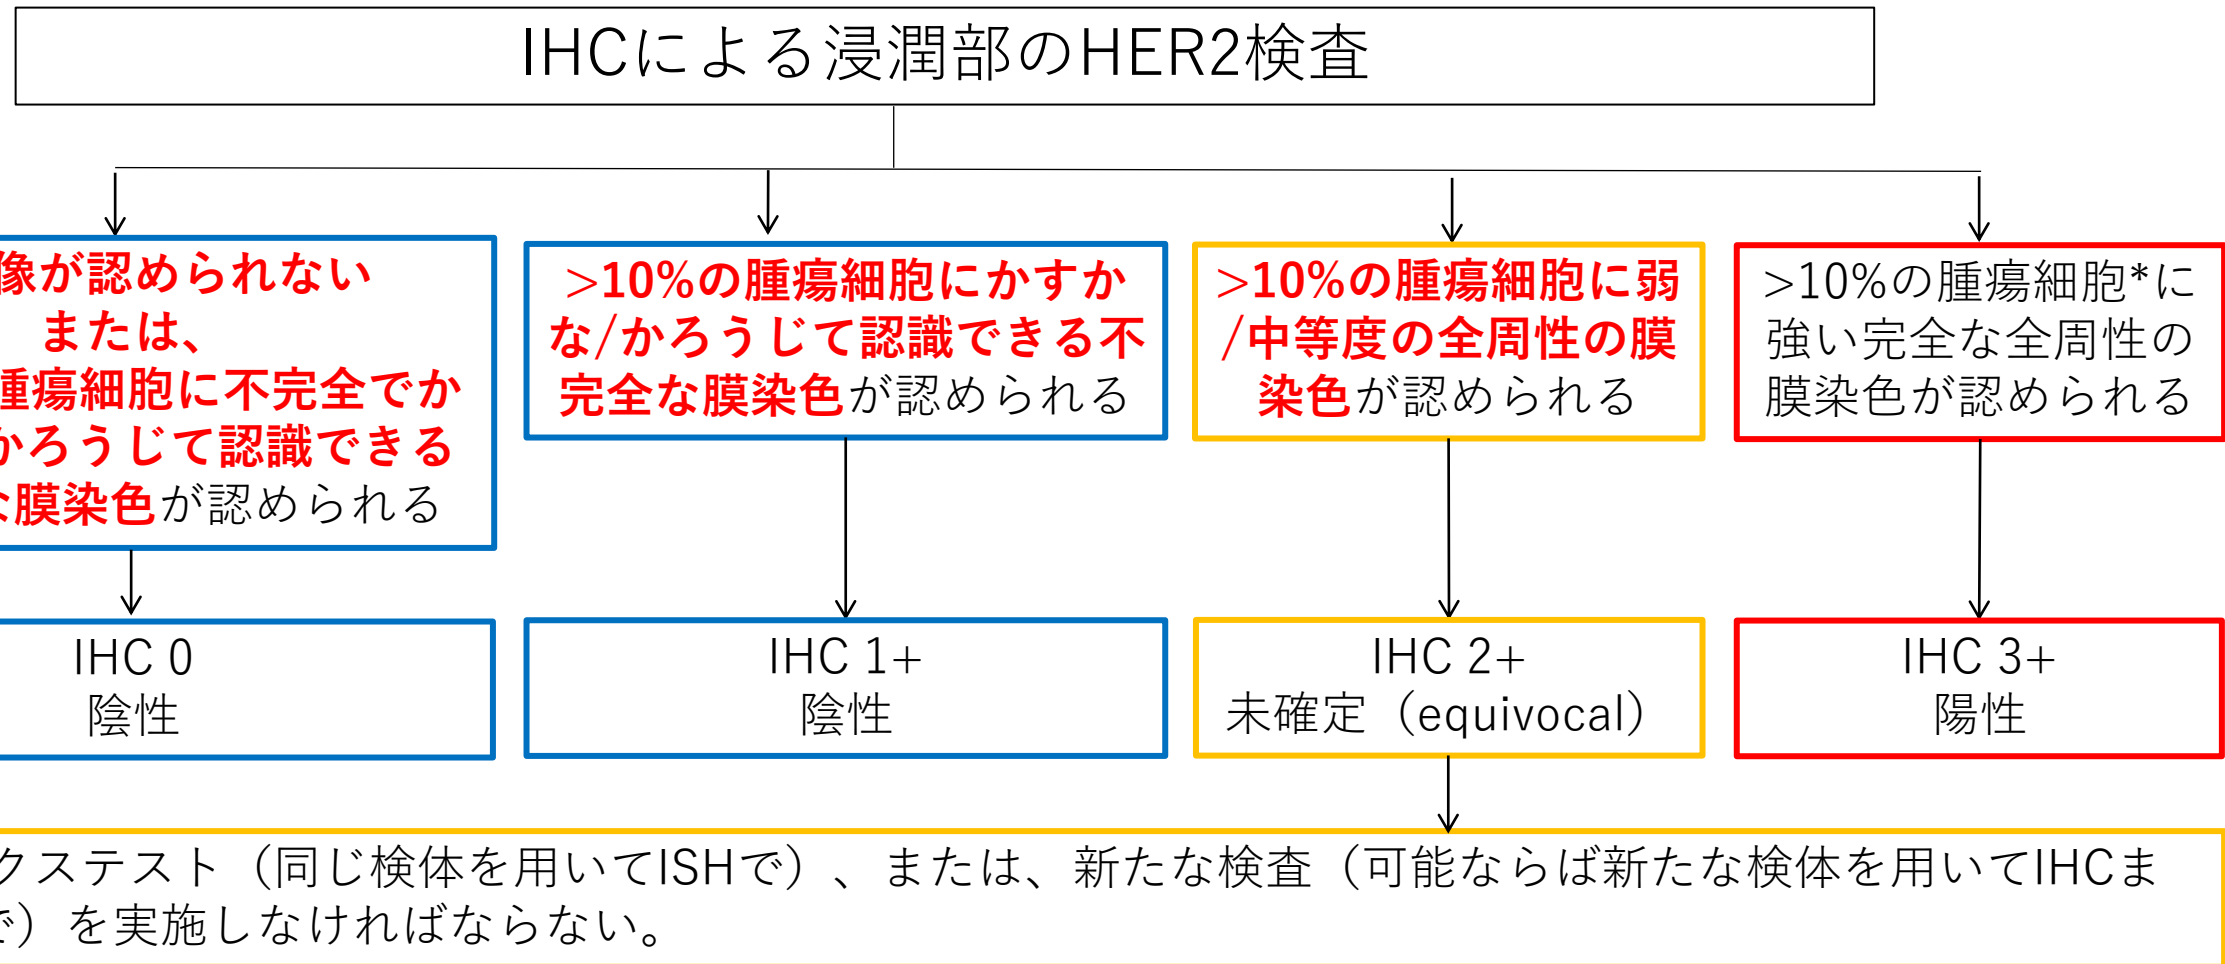 IHCによる浸潤部のHER2検査
像が認められない
または、
腫瘍細胞に不完全でか
かろうじて認識できる
な膜染色が認められる
>10%の腫瘍細胞にかすか
な/かろうじて認識できる不
完全な膜染色が認められる
>10%の腫瘍細胞に弱
/中等度の全周性の膜
染色が認められる
>10%の腫瘍細胞*に
強い完全な全周性の
膜染色が認められる
IHC 0
陰性
IHC 1+
陰性
IHC 2+
未確定（equivocal）
IHC 3+
陽性
クステスト（同じ検体を用いてISHで）、または、新たな検査（可能ならば新たな検体を用いてIHCま
で）を実施しなければならない。